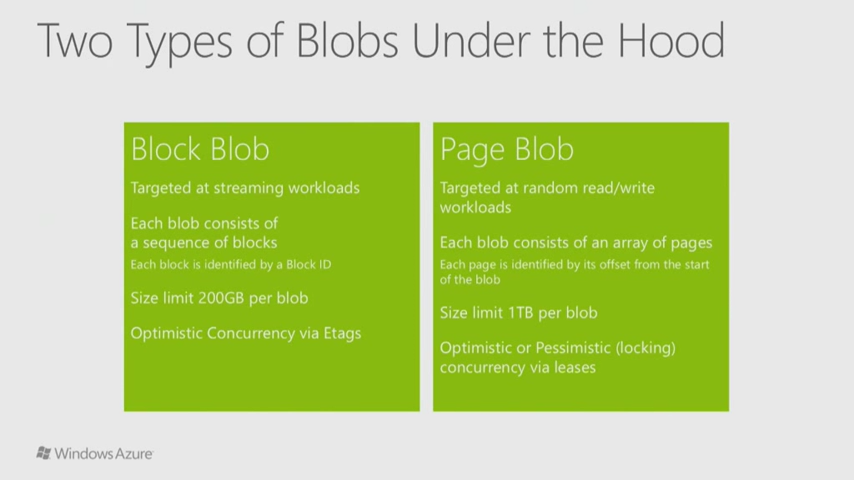 Two Types of Blobs Under the Hood
Block Blob
Targeted at streaming workloads
Each blob consists of
a sequence of blocks
Each block is identified by a Block ID
Size limit 200GB per blob
Optimistic Concurrency via Etags
Page Blob
Targeted at random read/write
workloads
Each blob consists of an array of pages
Each page is identified by its offset from the start
of the blob
Size limit 1TB per blob
Optimistic or Pessimistic (locking)
concurrency via leases
Windows Azure